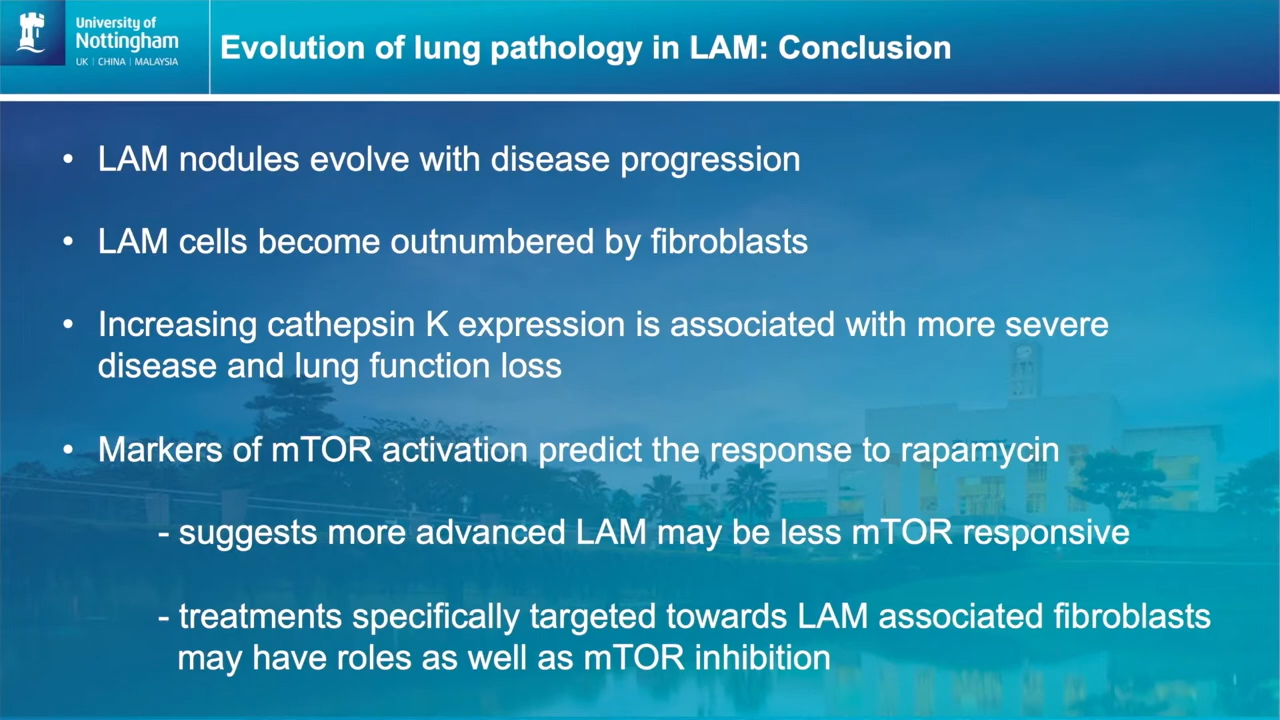 University of
Nottingham
UK | CHINA | MALAYSIA
Evolution of lung pathology in LAM: Conclusion
• LAM nodules evolve with disease progression
• LAM cells become outnumbered by fibroblasts
• Increasing cathepsin K expression is associated with more severe
disease and lung function loss
• Markers of mTOR activation predict the response to rapamycin
- suggests more advanced LAM may be less mTOR responsive
- treatments specifically targeted towards LAM associated fibroblasts
may have roles as well as mTOR inhibition